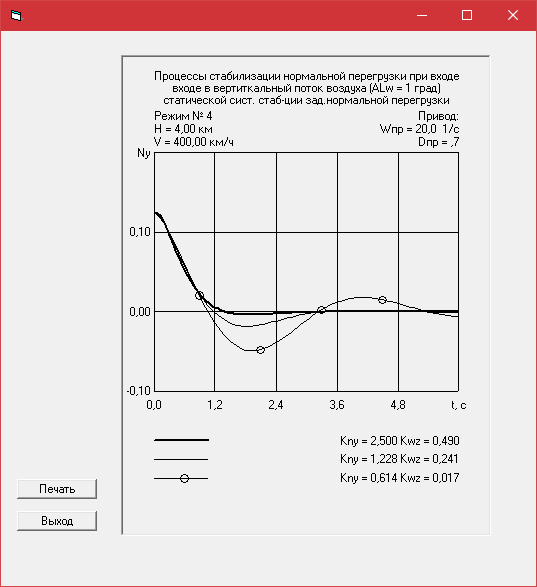 Процессы стабилизации нормальной перегрузки при входе
входе в вертиткальный поток воздуха (ALw = 1 град)
статической сист. стаб-ции зад.нормальной перегрузки
Режим № 4 Привод:
H = 4,00 км Wпр = 20,0 1/с
V = 400,00 км/ч Dпр = ,7
Ny
0,10
0,00
-0,10
0,0 1,2 2,4 3,6 4,8 t, с
Kny = 2,500 Kwz = 0,490
Kny = 1,228 Kwz = 0,241
Kny = 0,614 Kwz = 0,017
Печать
Выход